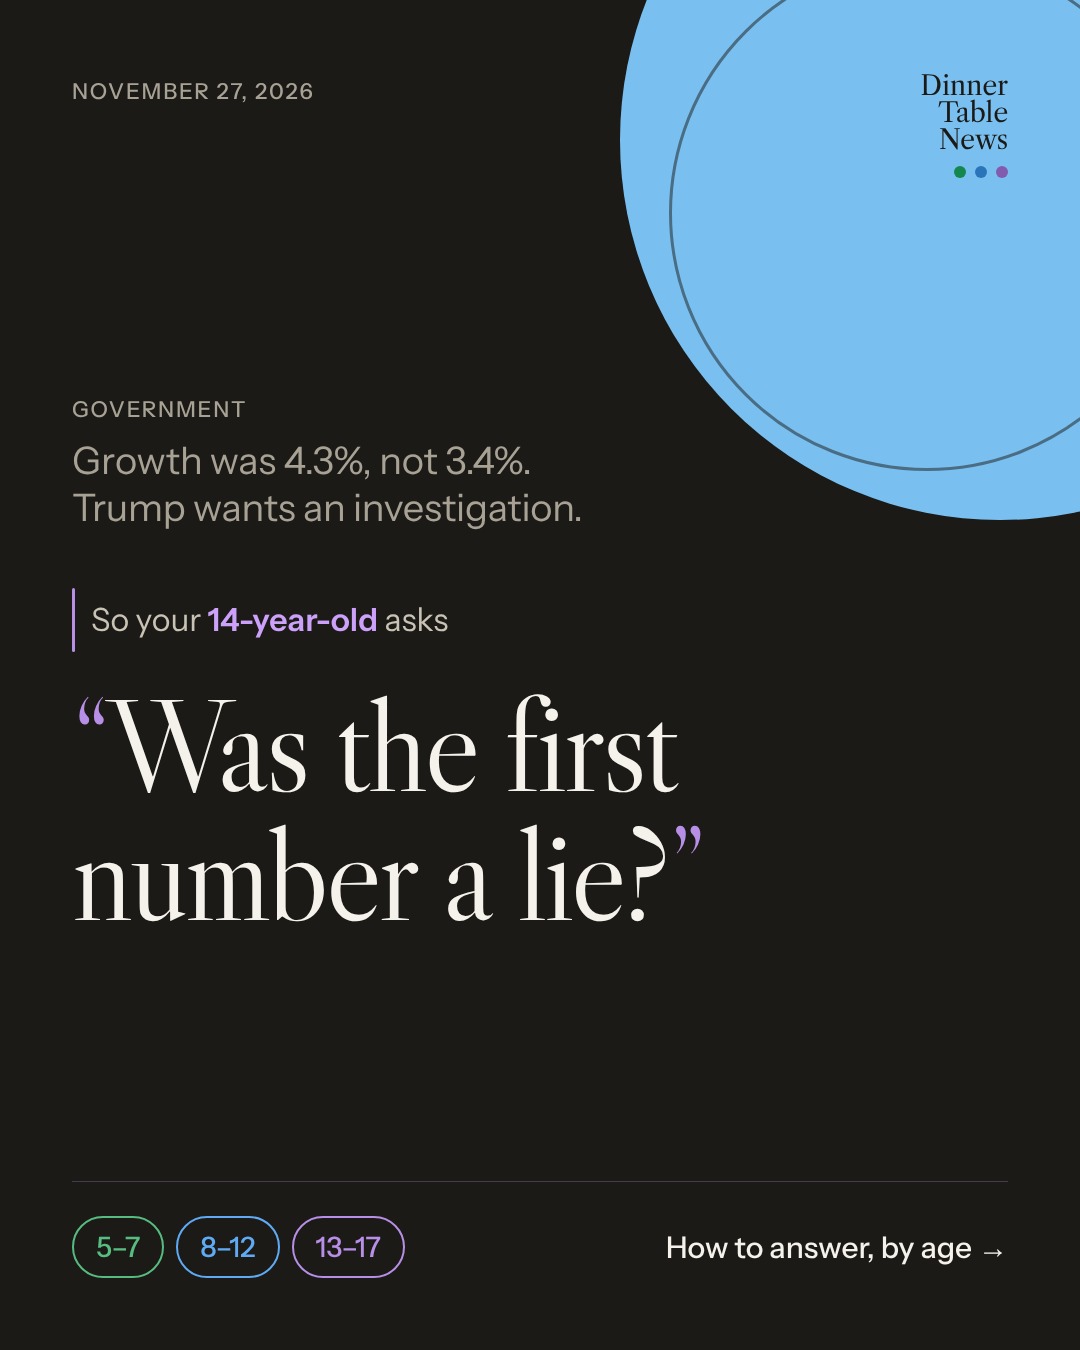 NOVEMBER 27, 2026
Dinner
Table
News
GOVERNMENT
Growth was 4.3%, not 3.4%.
Trump wants an investigation.
So your 14-year-old asks
“Was the first
number a lie?”
5–7
8–12
13–17
How to answer, by age →